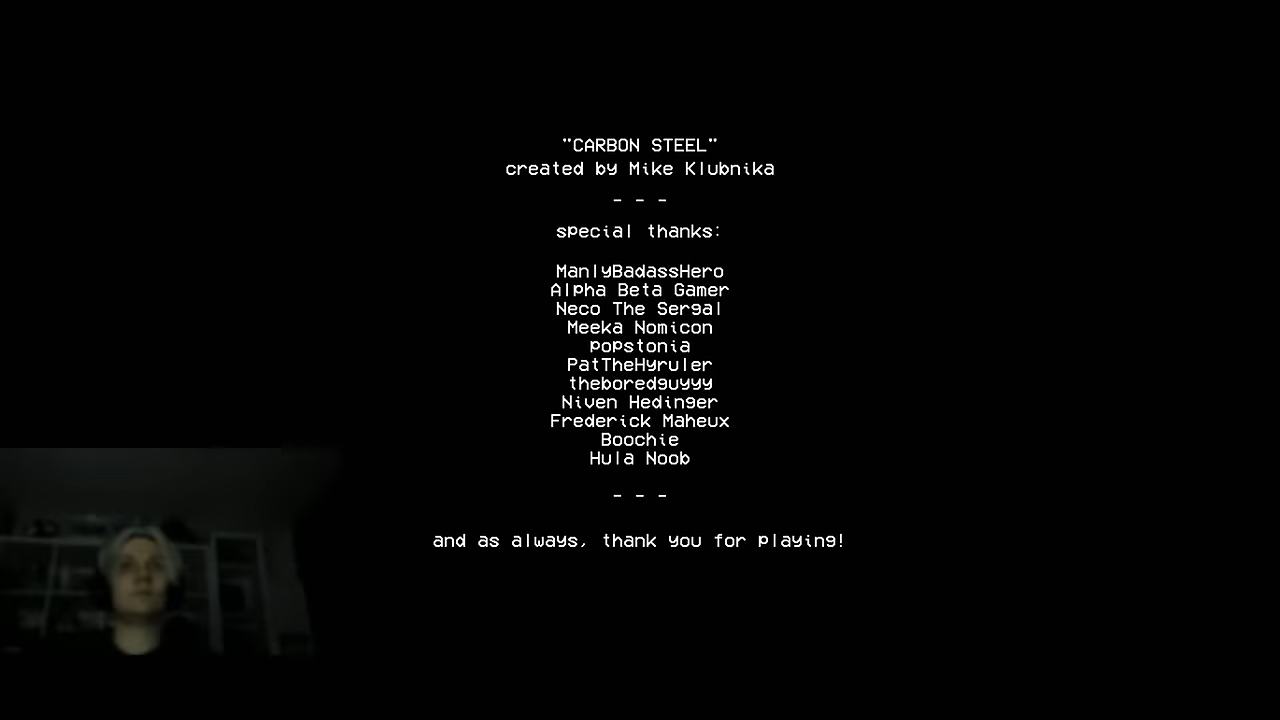 "CARBON STEEL"
created by Mike Klubnika
- - -
special thanks:
ManlyBadassHero
Alpha Beta Gamer
Neco The Sergal
Meeka Nomicon
popstonia
PatTheHyruler
theboredguyyy
Niven Hedinger
Frederick Maheux
Boochie
Hula Noob
- - -
and as always, thank you for playing!